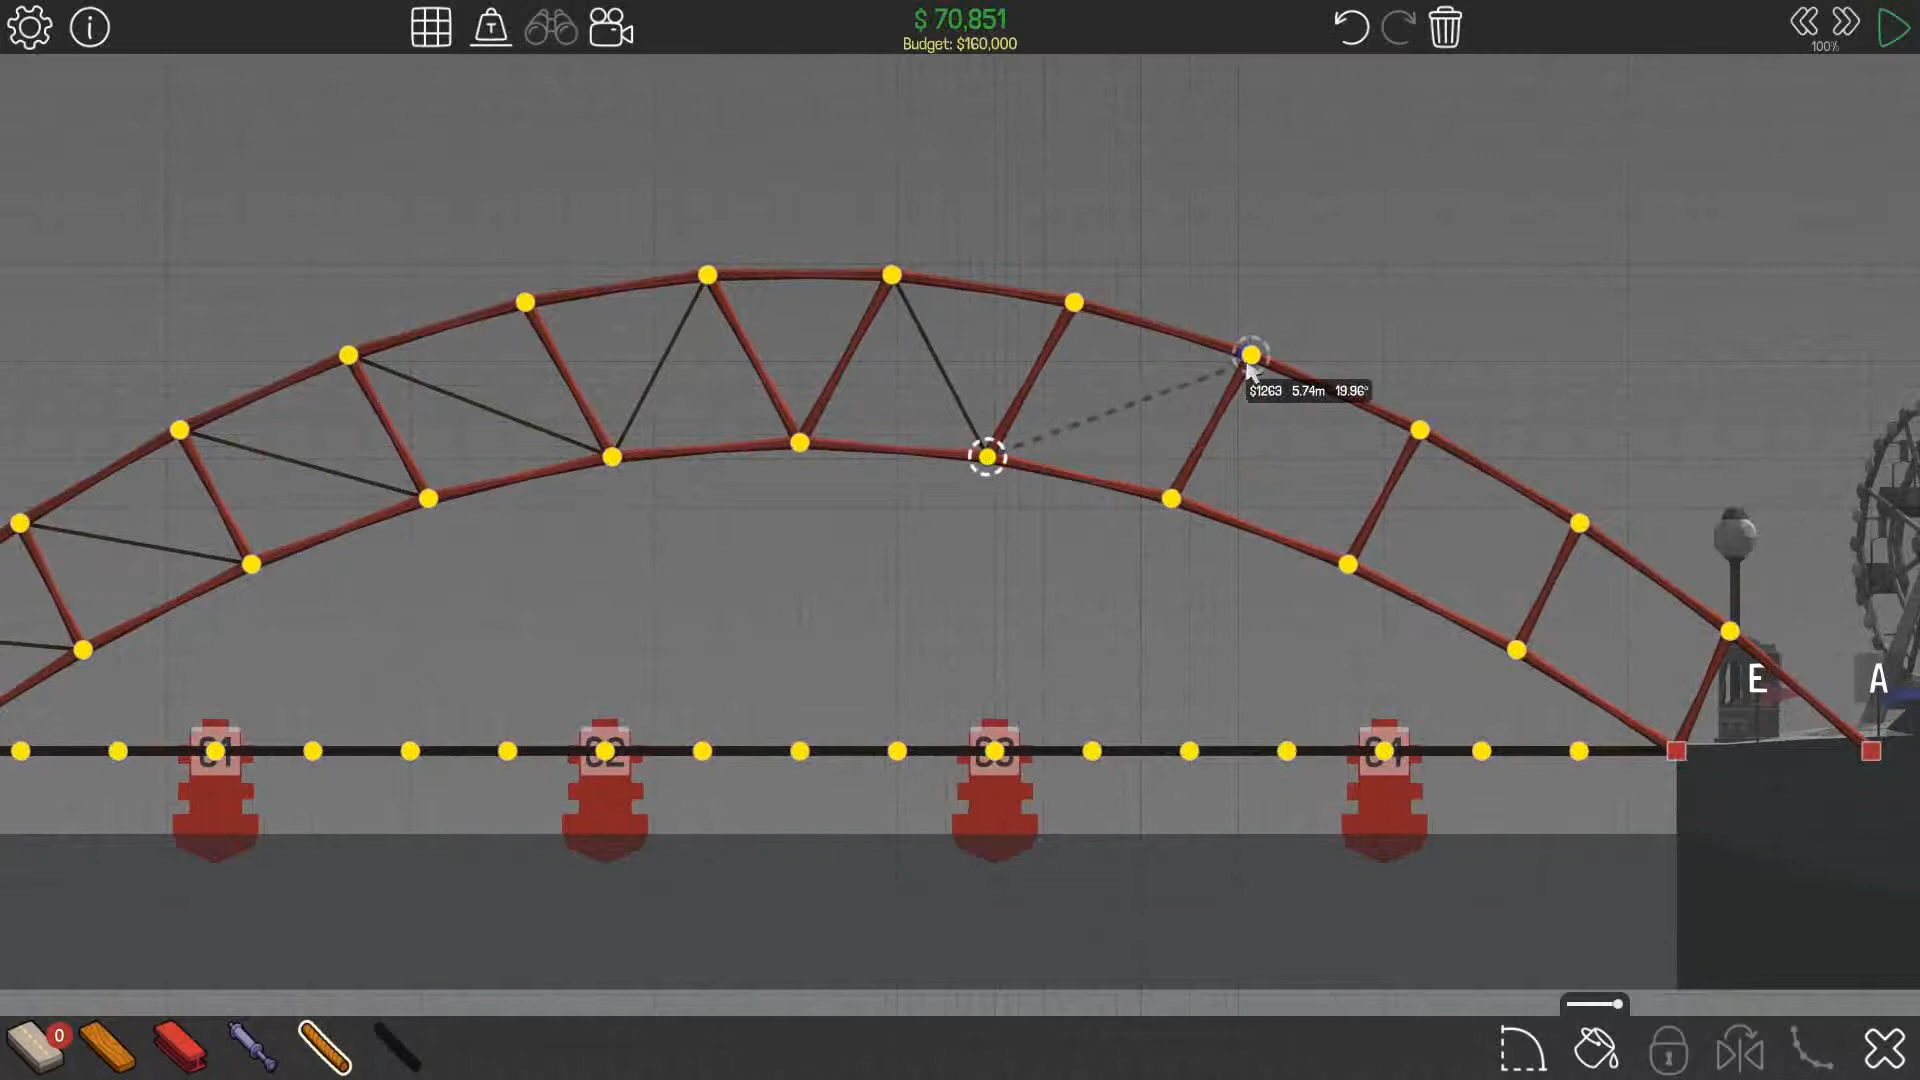 $ 70,851
Budget: $160,000
100%
$1263 5.74m 19.96°
E
A
0